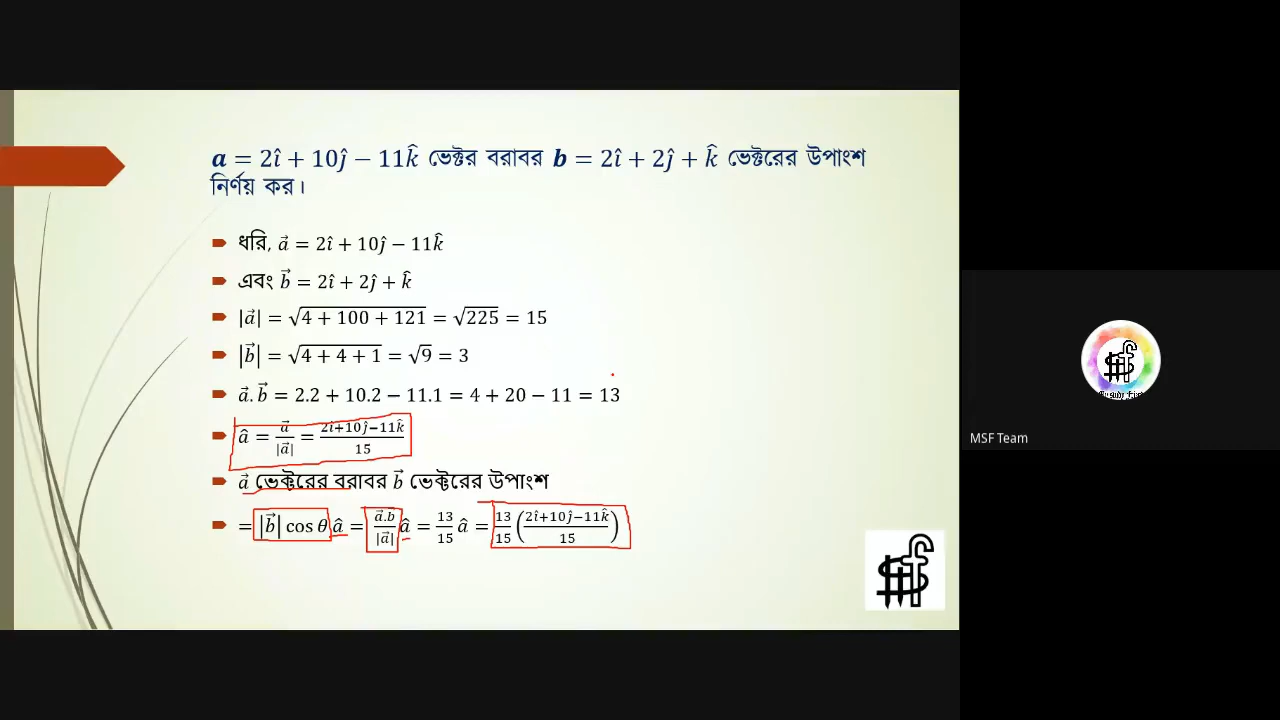 a = 2î + 10ĵ − 11k̂ ভেক্টর বরাবর b = 2î + 2ĵ + k̂ ভেক্টরের উপাংশ
নির্ণয় কর।
ধরি, a⃗ = 2î + 10ĵ − 11k̂
এবং b⃗ = 2î + 2ĵ + k̂
|a⃗| = √(4 + 100 + 121) = √225 = 15
|b⃗| = √(4 + 4 + 1) = √9 = 3
a⃗. b⃗ = 2.2 + 10.2 − 11.1 = 4 + 20 − 11 = 13
â = a⃗/|a⃗| = (2î+10ĵ−11k̂)/15
a⃗ ভেক্টরের বরাবর b⃗ ভেক্টরের উপাংশ
= |b⃗| cos θ â = (a⃗.b)/|a⃗| â = 13/15 â = 13/15 ((2î+10ĵ−11k̂)/15)
MSF Team